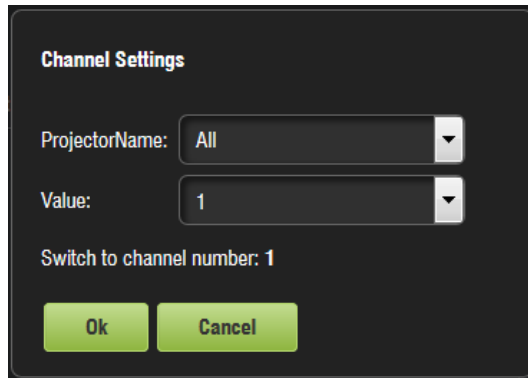 Channel Settings
ProjectorName: All
Value: 1
Switch to channel number: 1
Ok Cancel